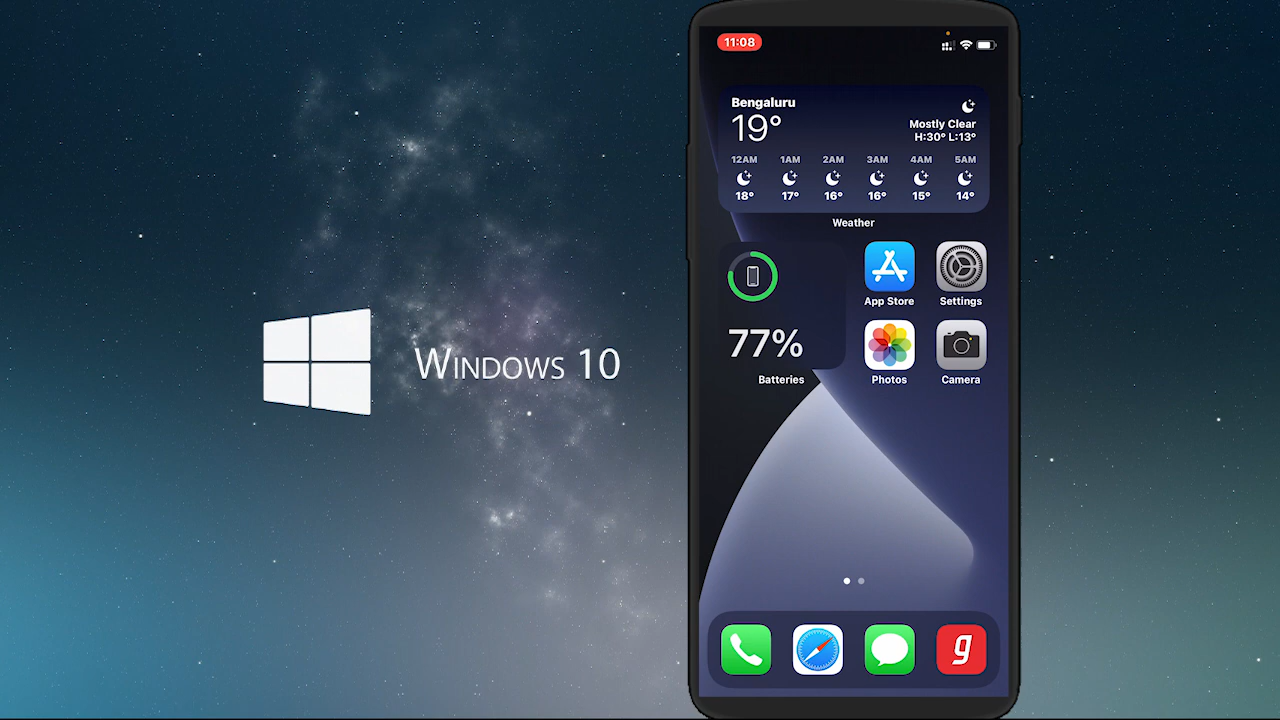 11:08
Bengaluru
19°
Mostly Clear
H:30° L:13°
12AM 1AM 2AM 3AM 4AM 5AM
18° 17° 16° 16° 15° 14°
Weather
App Store Settings
WINDOWS 10
77%
Batteries Photos Camera
g